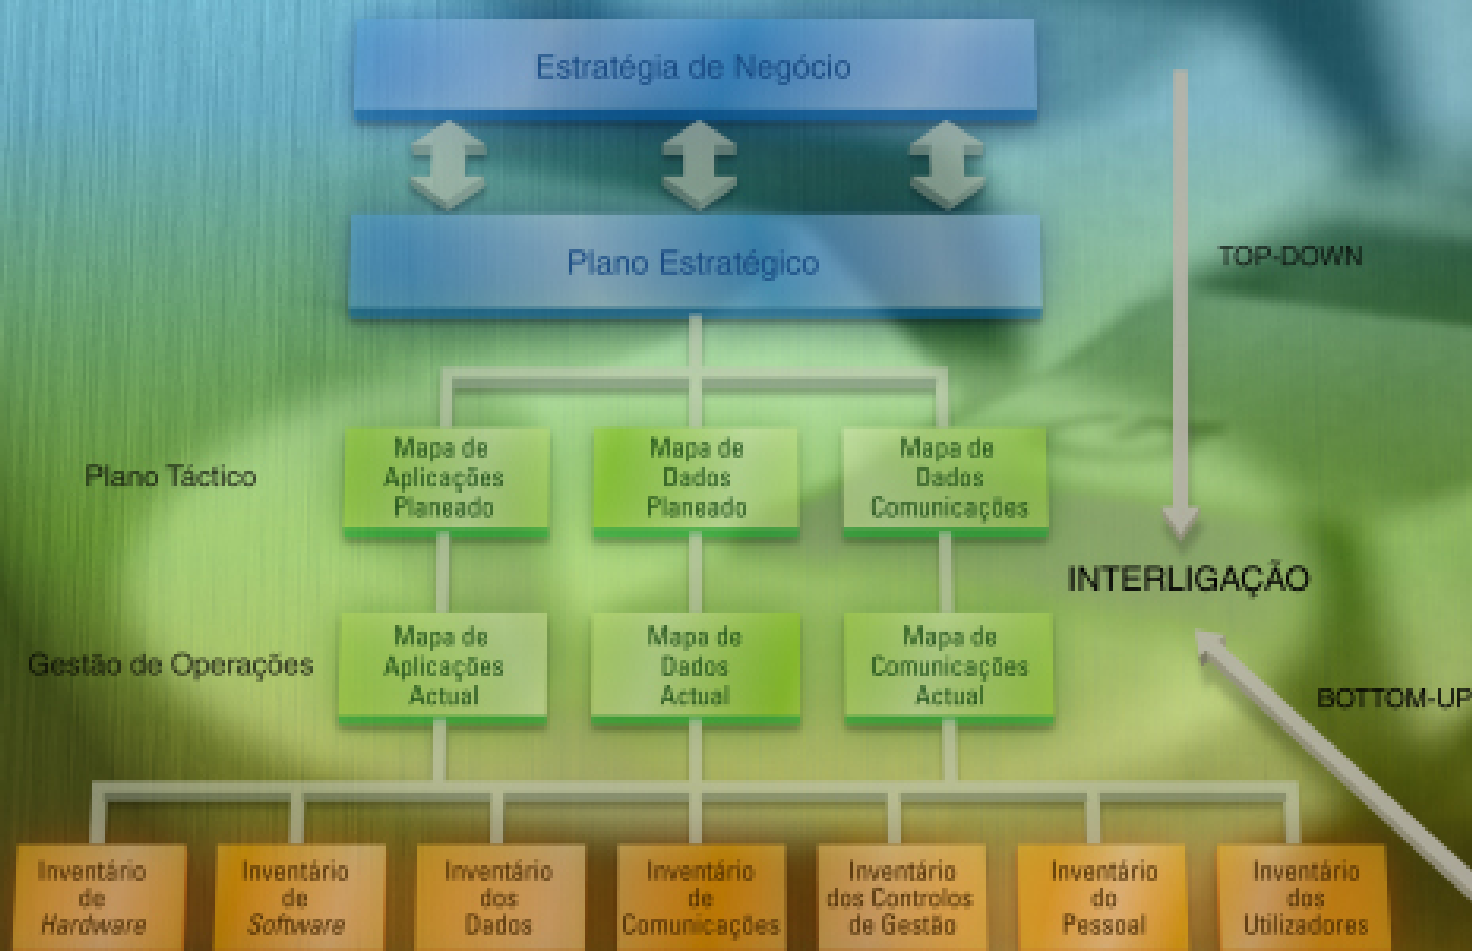 Estratégia de Negócio
Plano Estratégico
TOP-DOWN
Plano Táctico
Mapa de
Aplicações
Planeado
Mapa de
Dados
Planeado
Mapa de
Dados
Comunicações
INTERLIGAÇÃO
Gestão de Operações
Mapa de
Aplicações
Actual
Mapa de
Dados
Actual
Mapa de
Comunicações
Actual
BOTTOM-UP
Inventário
de
Hardware
Inventário
de
Software
Inventário
dos
Dados
Inventário
de
Comunicações
Inventário
dos Controlos
de Gestão
Inventário
do
Pessoal
Inventário
dos
Utilizadores